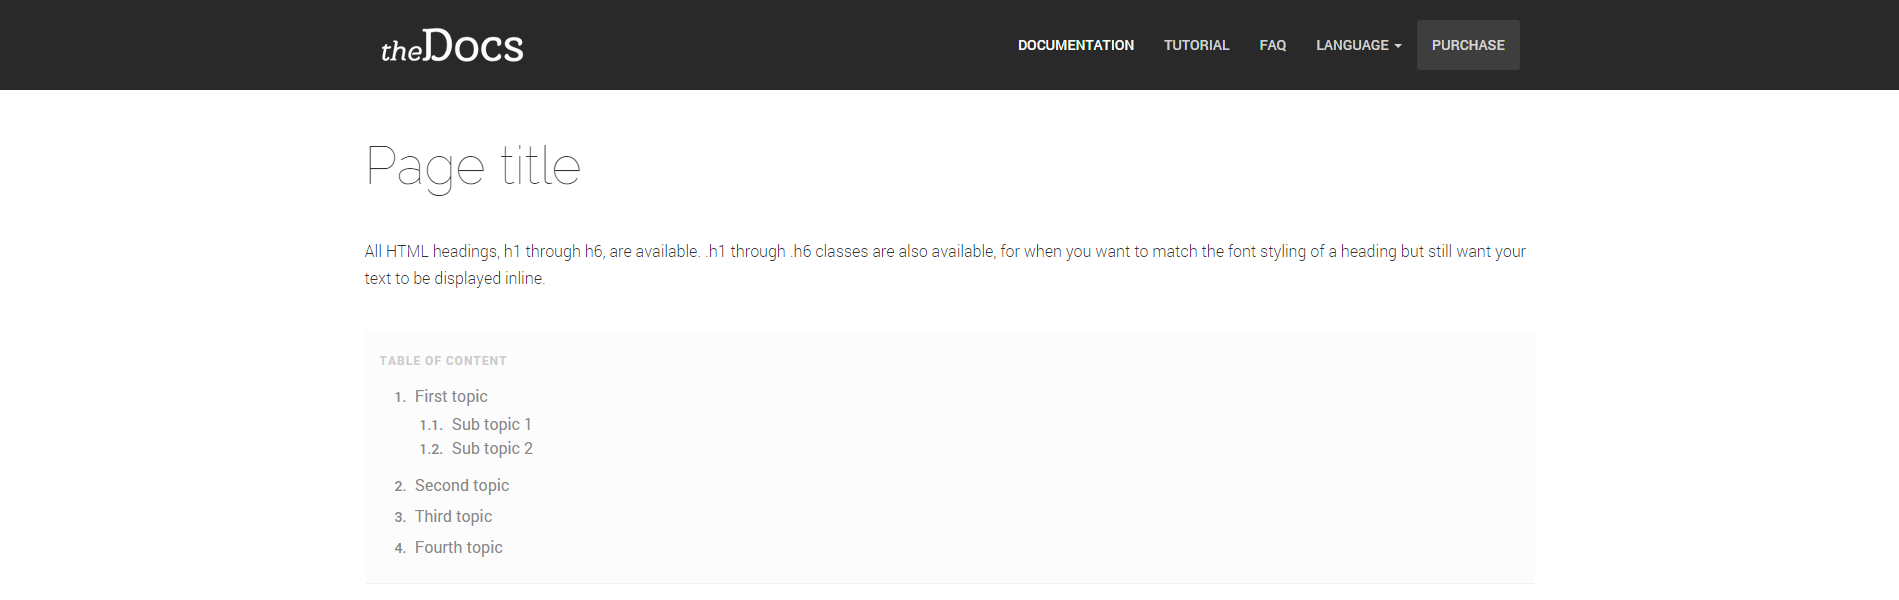 theDocs
DOCUMENTATION TUTORIAL FAQ LANGUAGE PURCHASE
Page title
All HTML headings, h1 through h6, are available. .h1 through .h6 classes are also available, for when you want to match the font styling of a heading but still want your
text to be displayed inline.
TABLE OF CONTENT
1. First topic
1.1. Sub topic 1
1.2. Sub topic 2
2. Second topic
3. Third topic
4. Fourth topic